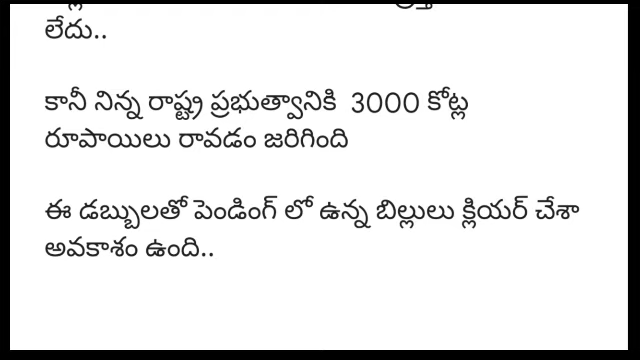 లేదు..
కానీ నిన్న రాష్ట్ర ప్రభుత్వానికి 3000 కోట్ల
రూపాయిలు రావడం జరిగింది
ఈ డబ్బులతో పెండింగ్ లో ఉన్న బిల్లులు క్లియర్ చేశా
అవకాశం ఉంది..